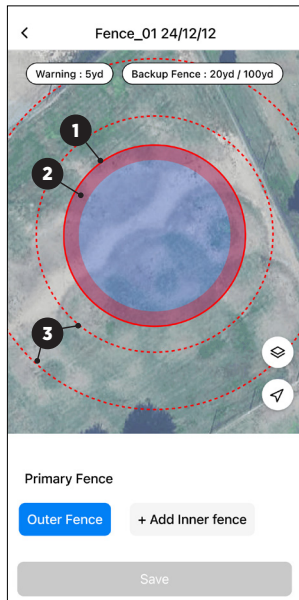 Fence_01 24/12/12
Warning : 5yd
Backup Fence : 20yd / 100yd
1
2
3
Primary Fence
Outer Fence
+ Add Inner fence
Save